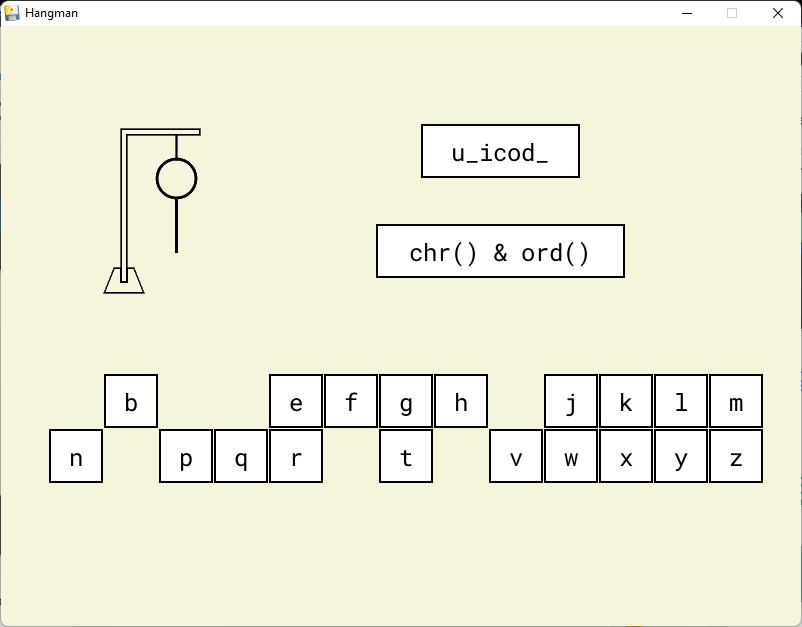 Hangman
u_icod_
chr() & ord()
b e f g h j k l m
n p q r t v w x y z